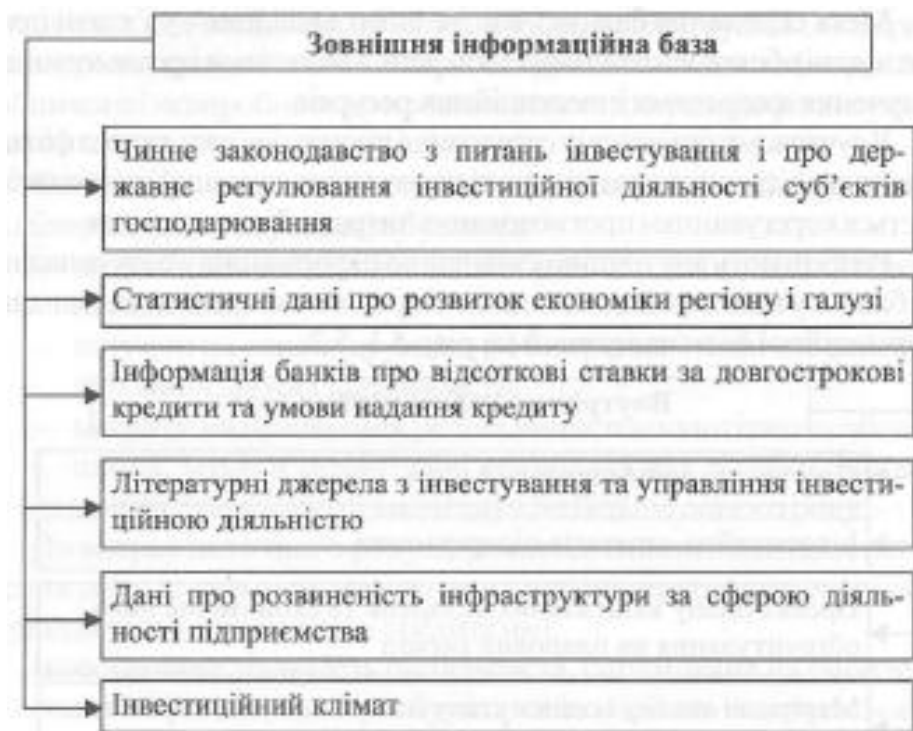 Зовнішня інформаційна база
Чинне законодавство з питань інвестування і про дер-
жавне регулювання інвестиційної діяльності суб’єктів
господарювання
Статистичні дані про розвиток економіки регіону і галузі
Інформація банків про відсоткові ставки за довгострокові
кредити та умови надання кредиту
Літературні джерела з інвестування та управління інвести-
ційною діяльністю
Дані про розвиненість інфраструктури за сферою діяль-
ності підприємства
Інвестиційний клімат